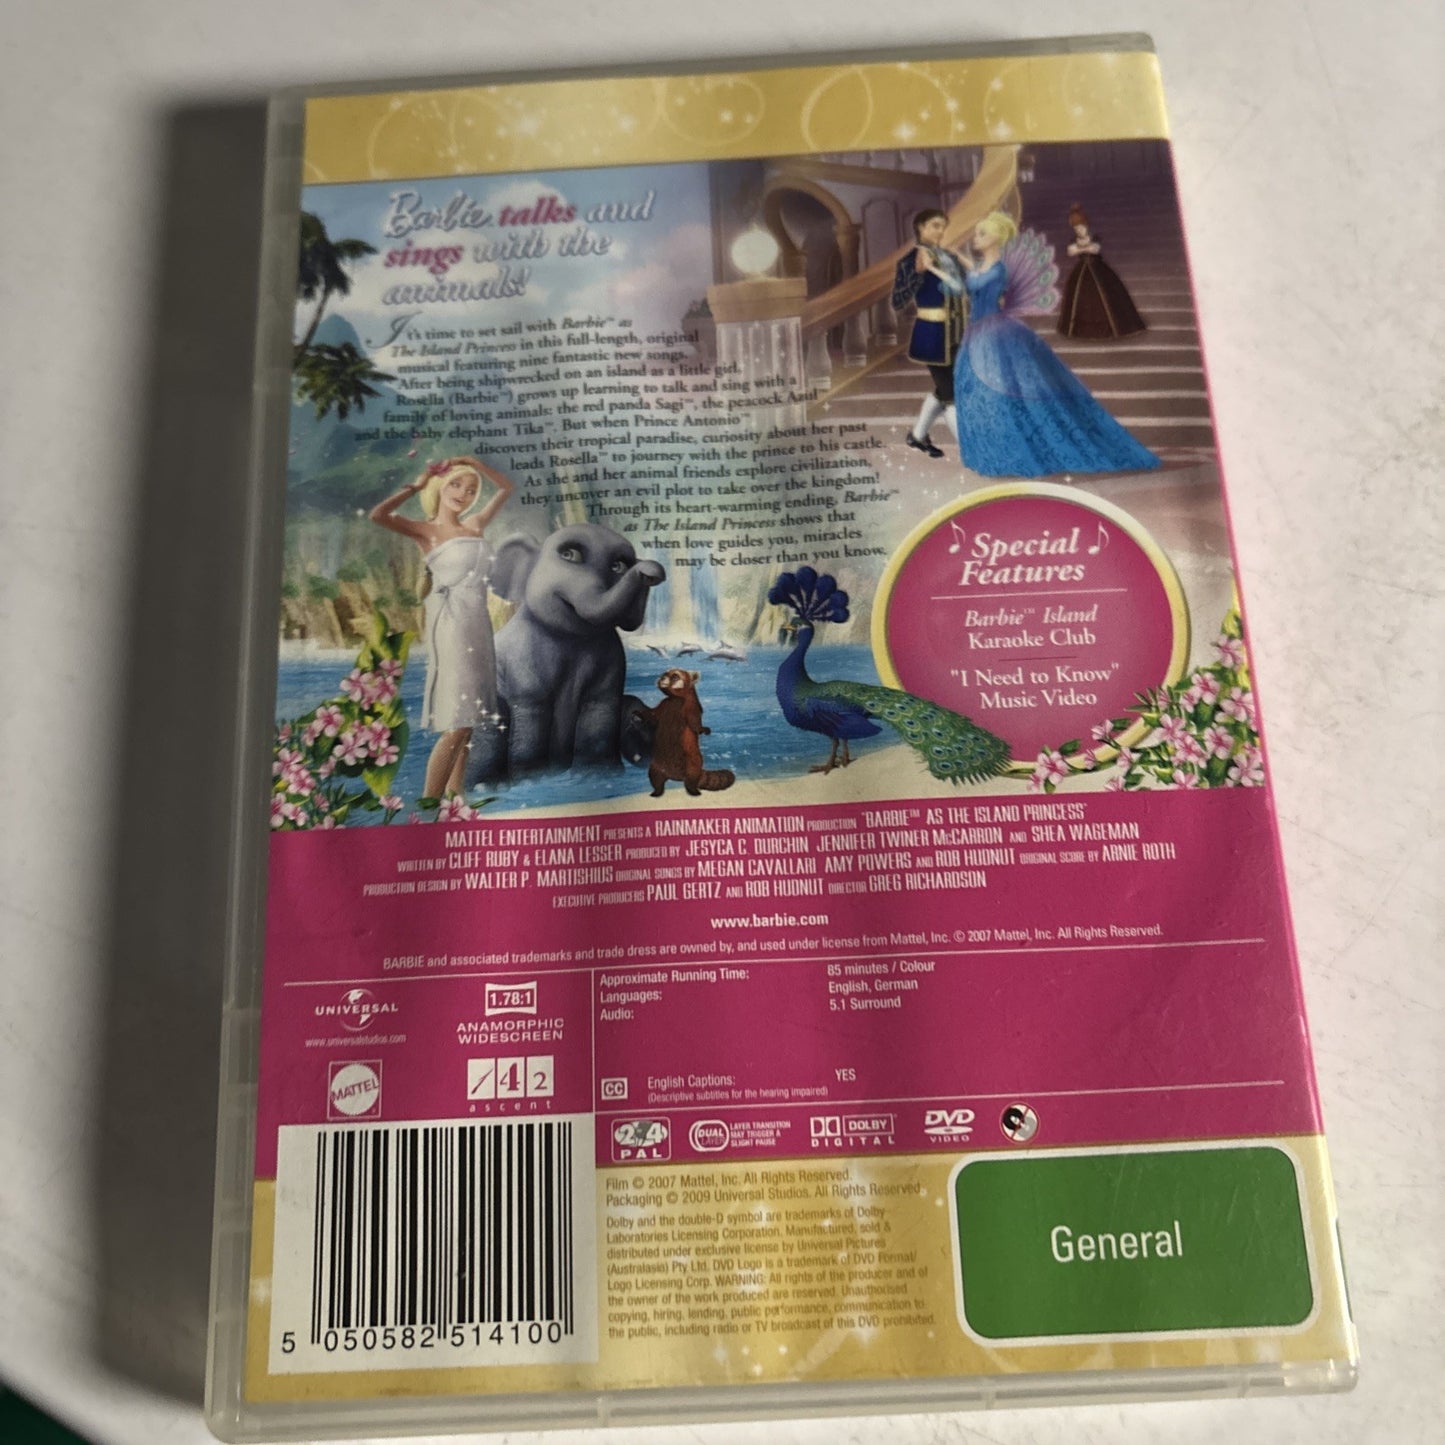 Barbie talks and
sings with the
animals!
It's time to set sail with Barbie™ as
The Island Princess in this full-length, original
musical featuring nine fantastic new songs.
After being shipwrecked on an island as a little girl,
Rosella (Barbie™) grows up learning to talk and sing with a
family of loving animals: the red panda Sagi™, the peacock Azul™
and the baby elephant Tika™. But when Prince Antonio™
discovers their tropical paradise, curiosity about her past
leads Rosella™ to journey with the prince to his castle.
As she and her animal friends explore civilization,
they uncover an evil plot to take over the kingdom!
Through its heart-warming ending, Barbie™
as The Island Princess shows that
when love guides you, miracles
may be closer than you know.
Special
Features
Barbie™ Island
Karaoke Club
"I Need to Know"
Music Video
MATTEL ENTERTAINMENT PRESENTS A RAINMAKER ANIMATION PRODUCTION "BARBIE™ AS THE ISLAND PRINCESS"
WRITTEN BY CLIFF RUBY & ELANA LESSER PRODUCED BY JESYCA C. DURCHIN JENNIFER TWINER McCARRON AND SHEA WAGEMAN
PRODUCTION DESIGN BY WALTER P. MARTISHIUS ORIGINAL SONGS BY MEGAN CAVALLARI AMY POWERS AND ROB HUDNUT ORIGINAL SCORE BY ARNIE ROTH
EXECUTIVE PRODUCERS PAUL GERTZ AND ROB HUDNUT DIRECTOR GREG RICHARDSON
www.barbie.com
BARBIE and associated trademarks and trade dress are owned by, and used under license from Mattel, Inc. © 2007 Mattel, Inc. All Rights Reserved.
UNIVERSAL
www.universalstudios.com
1.78:1
ANAMORPHIC
WIDESCREEN
MATTEL
142
ascent
Approximate Running Time: 85 minutes / Colour
Languages: English, German
Audio: 5.1 Surround
CC English Captions: YES
(Descriptive subtitles for the hearing impaired)
2 4
PAL
DUAL LAYER
LAYER TRANSITION
MAY TRIGGER A
SLIGHT PAUSE
DOLBY
DIGITAL
DVD
VIDEO
Film © 2007 Mattel, Inc. All Rights Reserved.
Packaging © 2009 Universal Studios. All Rights Reserved.
Dolby and the double-D symbol are trademarks of Dolby
Laboratories Licensing Corporation. Manufactured, sold &
distributed under exclusive license by Universal Pictures
(Australasia) Pty Ltd. DVD Logo is a trademark of DVD Format/
Logo Licensing Corp. WARNING: All rights of the producer and of
the owner of the work produced are reserved. Unauthorised
copying, hiring, lending, public performance, communication to
the public, including radio or TV broadcast of this DVD prohibited.
General
5 050582 514100